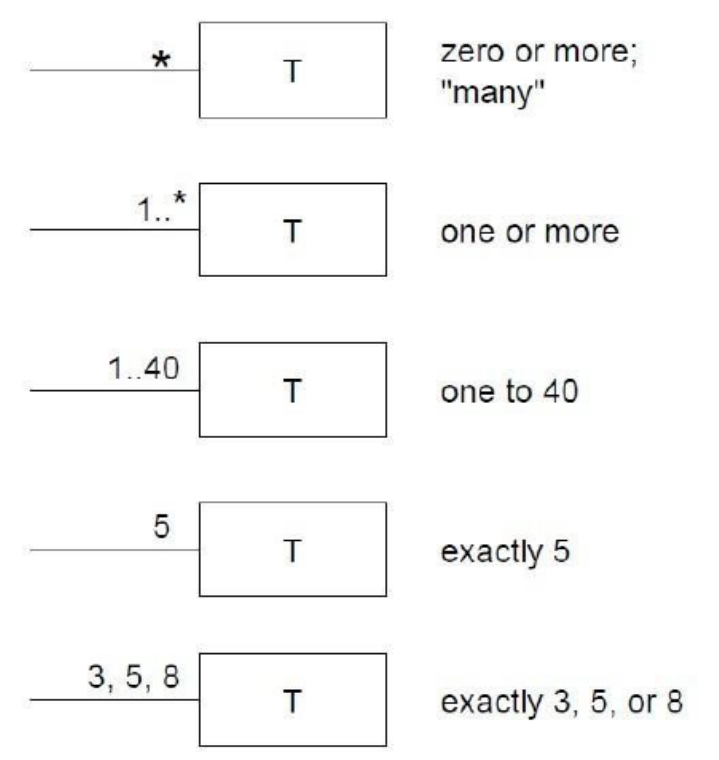 * T zero or more;
"many"
1..* T one or more
1..40 T one to 40
5 T exactly 5
3, 5, 8 T exactly 3, 5, or 8